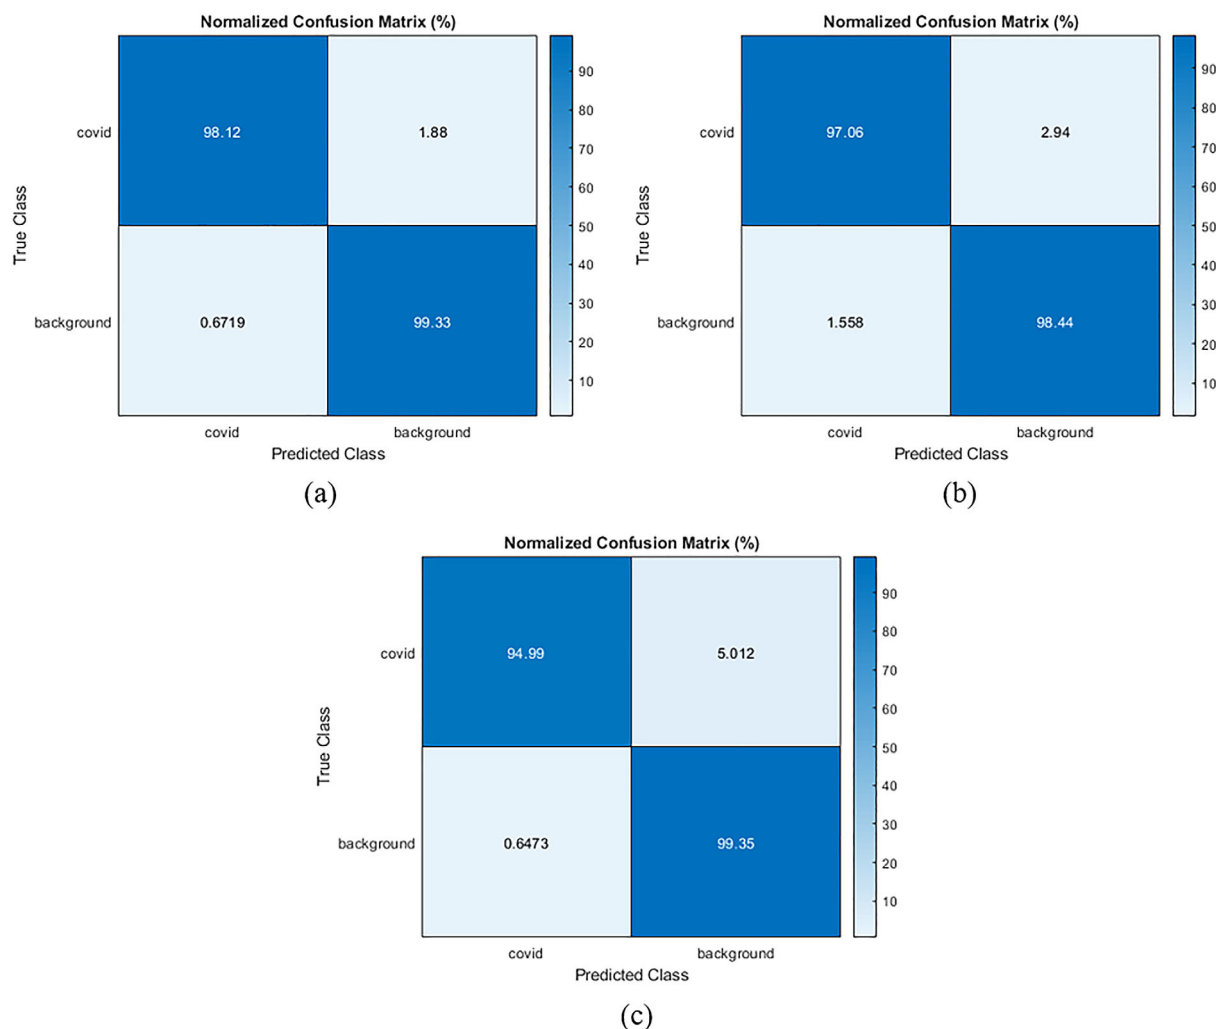 Normalized Confusion Matrix (%)
covid
98.12
1.88
background
0.6719
99.33
covid
background
True Class
Predicted Class
90
80
70
60
50
40
30
20
10
(a)
Normalized Confusion Matrix (%)
covid
97.06
2.94
background
1.558
98.44
covid
background
True Class
Predicted Class
90
80
70
60
50
40
30
20
10
(b)
Normalized Confusion Matrix (%)
covid
94.99
5.012
background
0.6473
99.35
covid
background
True Class
Predicted Class
90
80
70
60
50
40
30
20
10
(c)